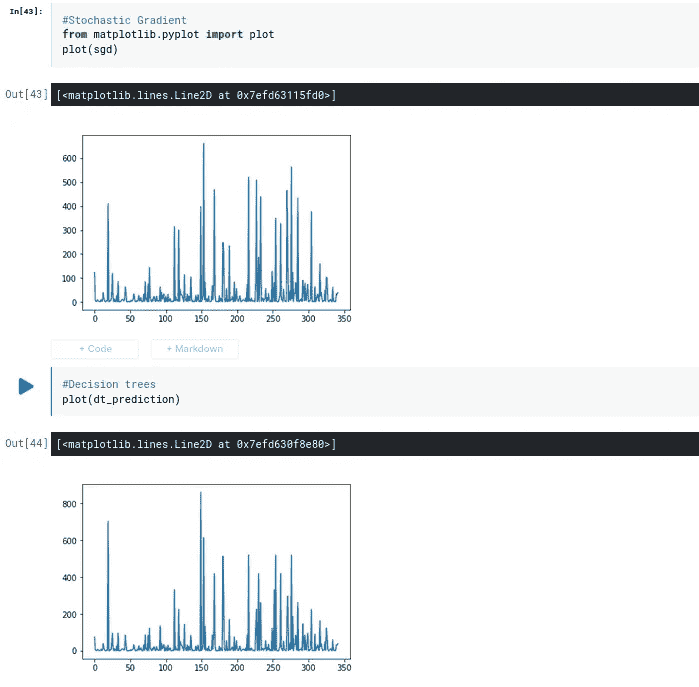 In[43]:
#Stochastic Gradient
from matplotlib.pyplot import plot
plot(sgd)
Out[43]
[<matplotlib.lines.Line2D at 0x7efd63115fd0>]
600
500
400
300
200
100
0
0 50 100 150 200 250 300 350
+ Code + Markdown
#Decision trees
plot(dt_prediction)
Out[44]
[<matplotlib.lines.Line2D at 0x7efd630f8e80>]
800
600
400
200
0
0 50 100 150 200 250 300 350